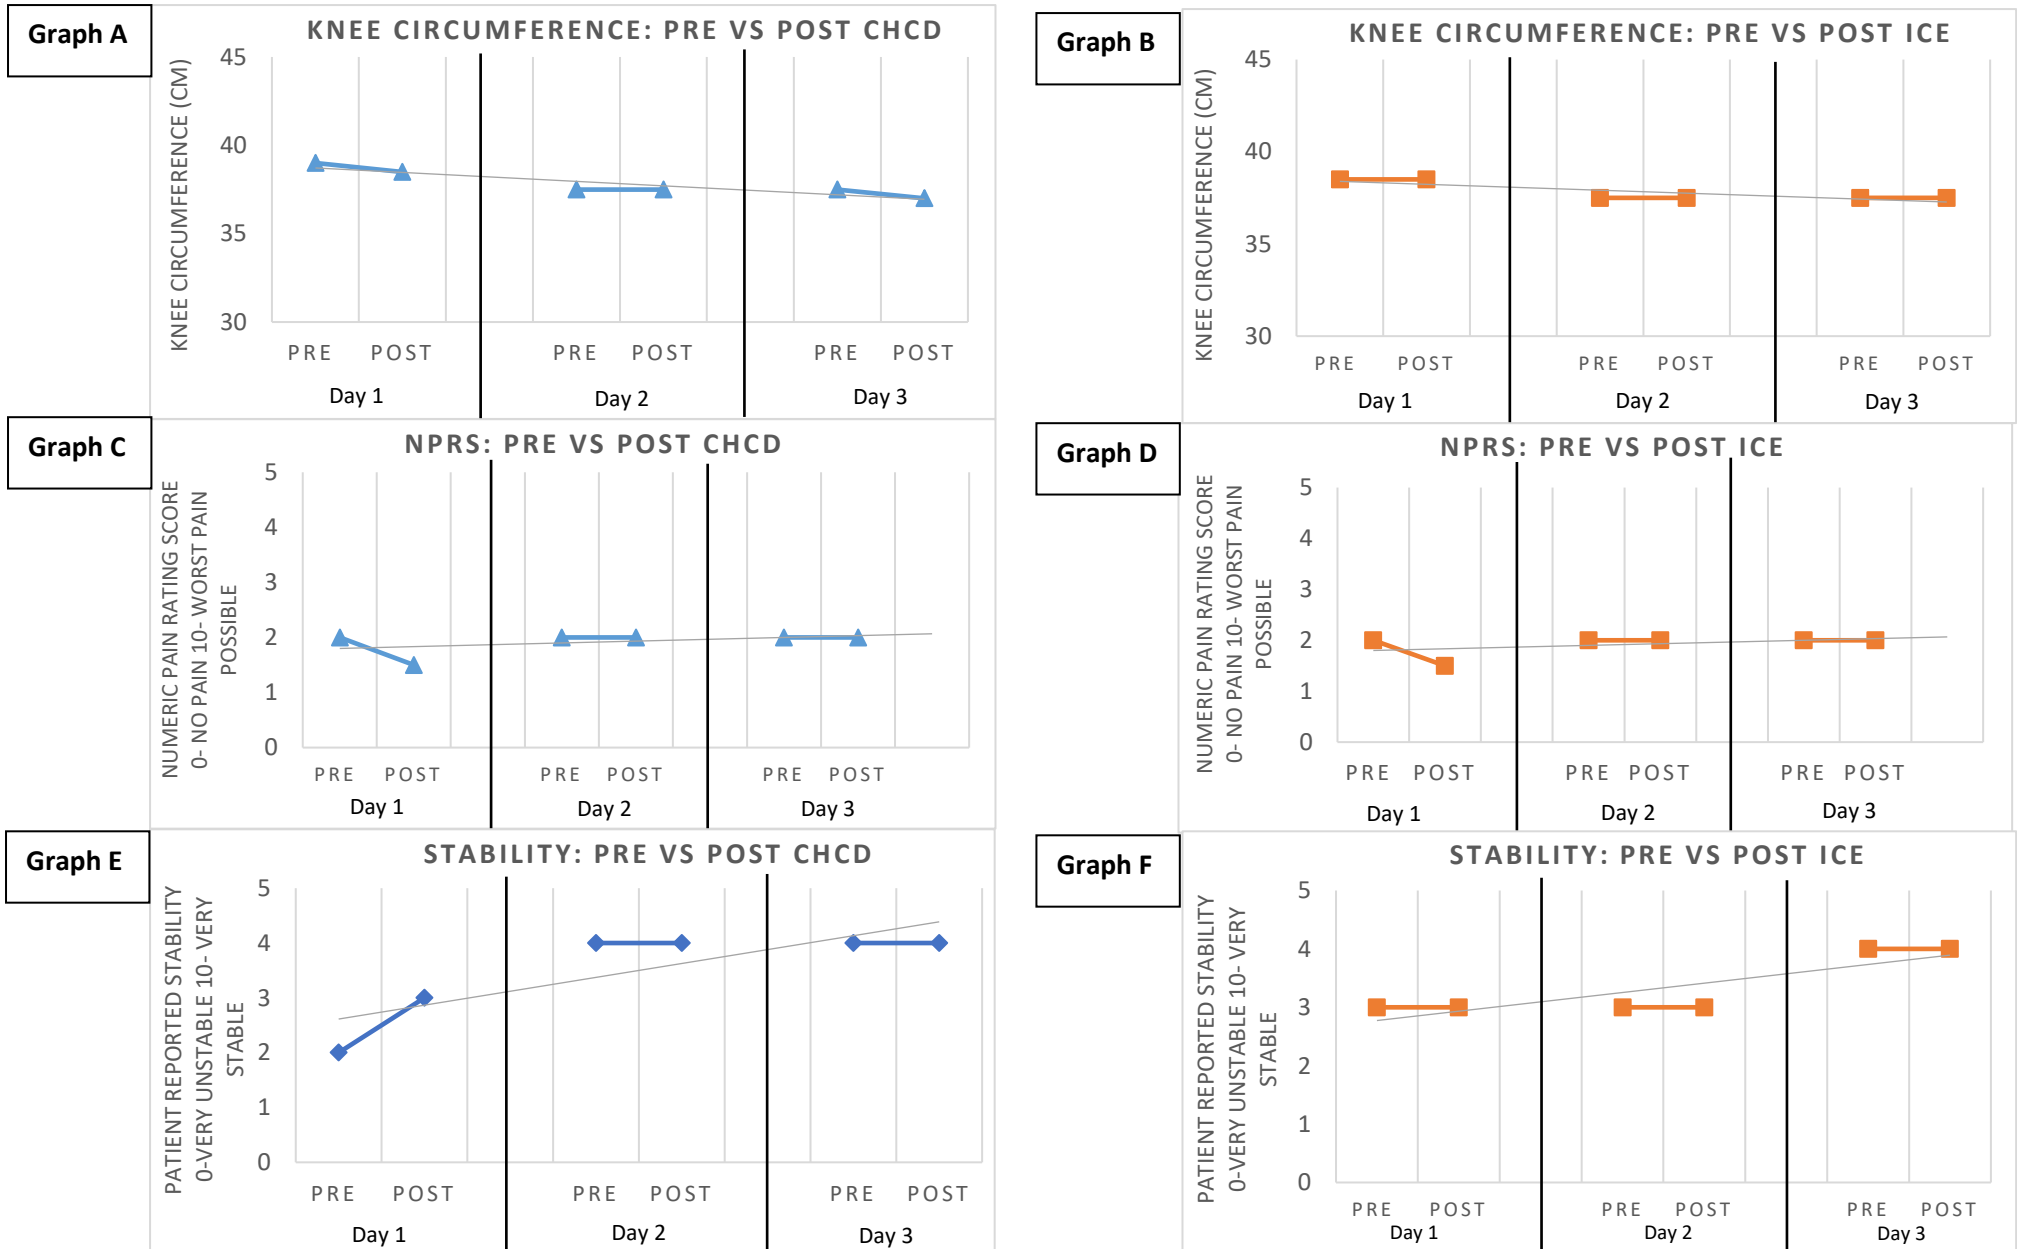 Graph A
KNEE CIRCUMFERENCE: PRE VS POST CHCD
KNEE CIRCUMFERENCE (CM)
45
40
35
30
PRE POST PRE POST PRE POST
Day 1 Day 2 Day 3
Graph B
KNEE CIRCUMFERENCE: PRE VS POST ICE
KNEE CIRCUMFERENCE (CM)
45
40
35
30
PRE POST PRE POST PRE POST
Day 1 Day 2 Day 3
Graph C
NPRS: PRE VS POST CHCD
NUMERIC PAIN RATING SCORE
0- NO PAIN 10- WORST PAIN
POSSIBLE
5
4
3
2
1
0
PRE POST PRE POST PRE POST
Day 1 Day 2 Day 3
Graph D
NPRS: PRE VS POST ICE
NUMERIC PAIN RATING SCORE
0- NO PAIN 10- WORST PAIN
POSSIBLE
5
4
3
2
1
0
PRE POST PRE POST PRE POST
Day 1 Day 2 Day 3
Graph E
STABILITY: PRE VS POST CHCD
PATIENT REPORTED STABILITY
0-VERY UNSTABLE 10- VERY
STABLE
5
4
3
2
1
0
PRE POST PRE POST PRE POST
Day 1 Day 2 Day 3
Graph F
STABILITY: PRE VS POST ICE
PATIENT REPORTED STABILITY
0-VERY UNSTABLE 10- VERY
STABLE
5
4
3
2
1
0
PRE POST PRE POST PRE POST
Day 1 Day 2 Day 3